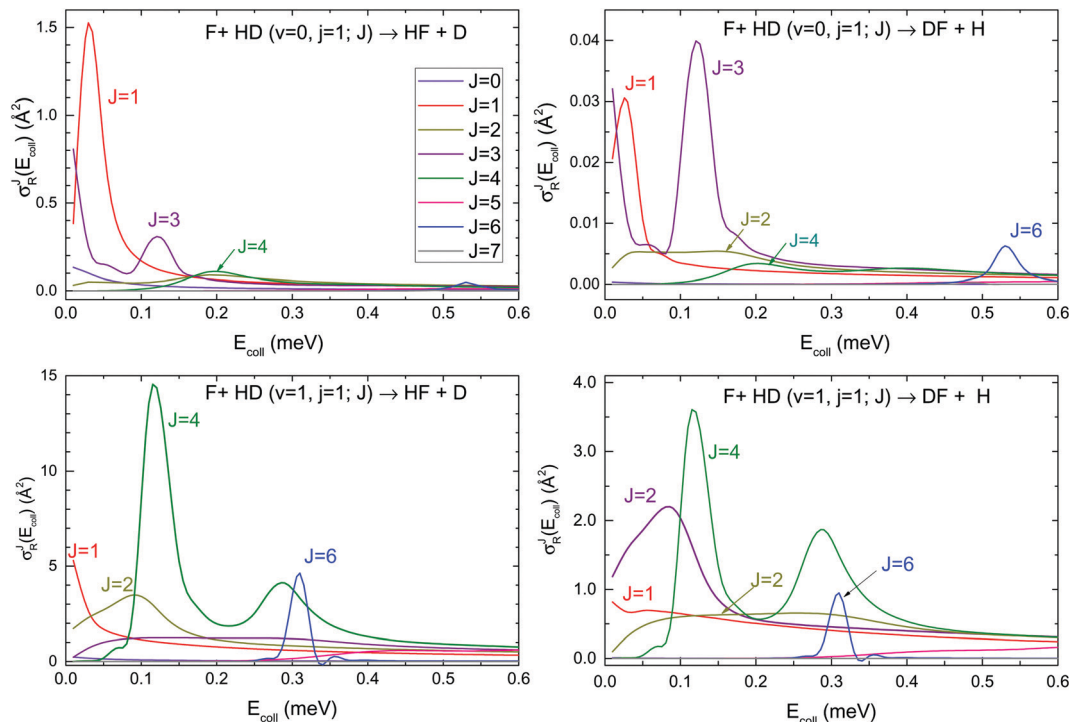 F+ HD (v=0, j=1; J) → HF + D
J=1
J=3
J=4
J=0
J=1
J=2
J=3
J=4
J=5
J=6
J=7
σ_R^J(E_coll) (Å²)
1.5
1.0
0.5
0.0
0.0 0.1 0.2 0.3 0.4 0.5 0.6
E_coll (meV)
F+ HD (v=0, j=1; J) → DF + H
J=1
J=3
J=2
J=4
J=6
σ_R^J(E_coll) (Å²)
0.04
0.03
0.02
0.01
0.00
0.0 0.1 0.2 0.3 0.4 0.5 0.6
E_coll (meV)
F+ HD (v=1, j=1; J) → HF + D
J=4
J=1
J=2
J=6
σ_R^J(E_coll) (Å²)
15
10
5
0
0.0 0.1 0.2 0.3 0.4 0.5 0.6
E_coll (meV)
F+ HD (v=1, j=1; J) → DF + H
J=4
J=2
J=1
J=2
J=6
σ_R^J(E_coll) (Å²)
4.0
3.0
2.0
1.0
0.0
0.0 0.1 0.2 0.3 0.4 0.5 0.6
E_coll (meV)